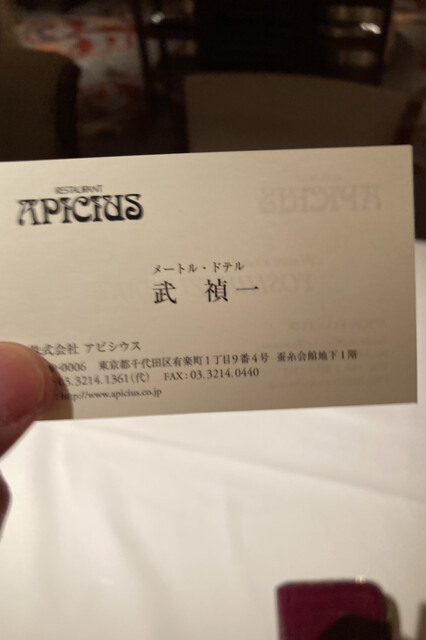 RESTAURANT
APICIUS
メートル・ドテル
武 禎一
株式会社 アピシウス
0006 東京都千代田区有楽町1丁目9番4号 蚕糸会館地下1階
03.3214.1361(代) FAX:03.3214.0440
http://www.apicius.co.jp